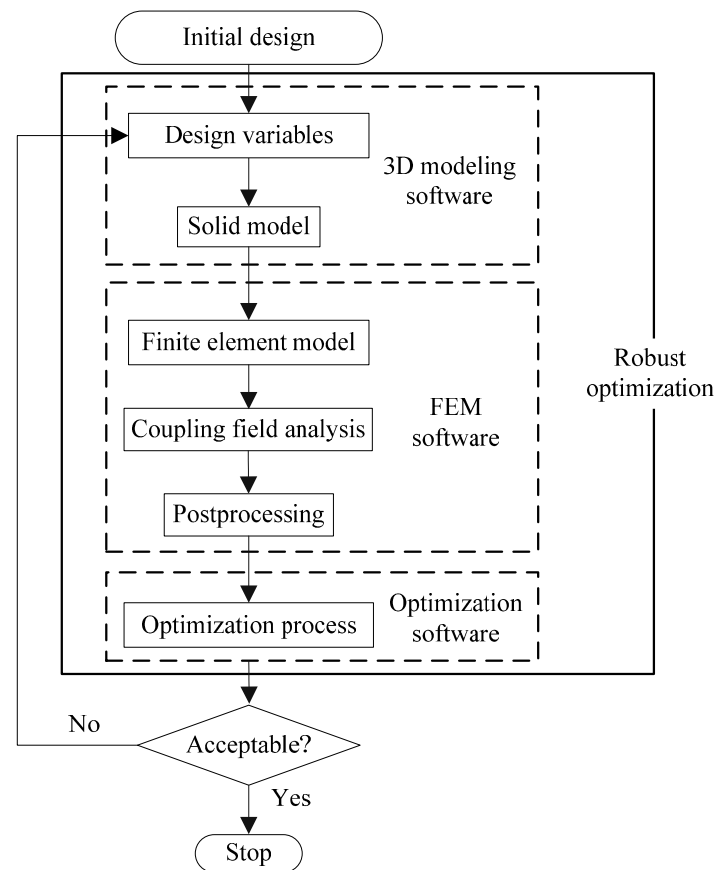 Initial design
Design variables
3D modeling
software
Solid model
Finite element model
Robust
optimization
FEM
software
Coupling field analysis
Postprocessing
Optimization
software
Optimization process
No
Acceptable?
Yes
Stop